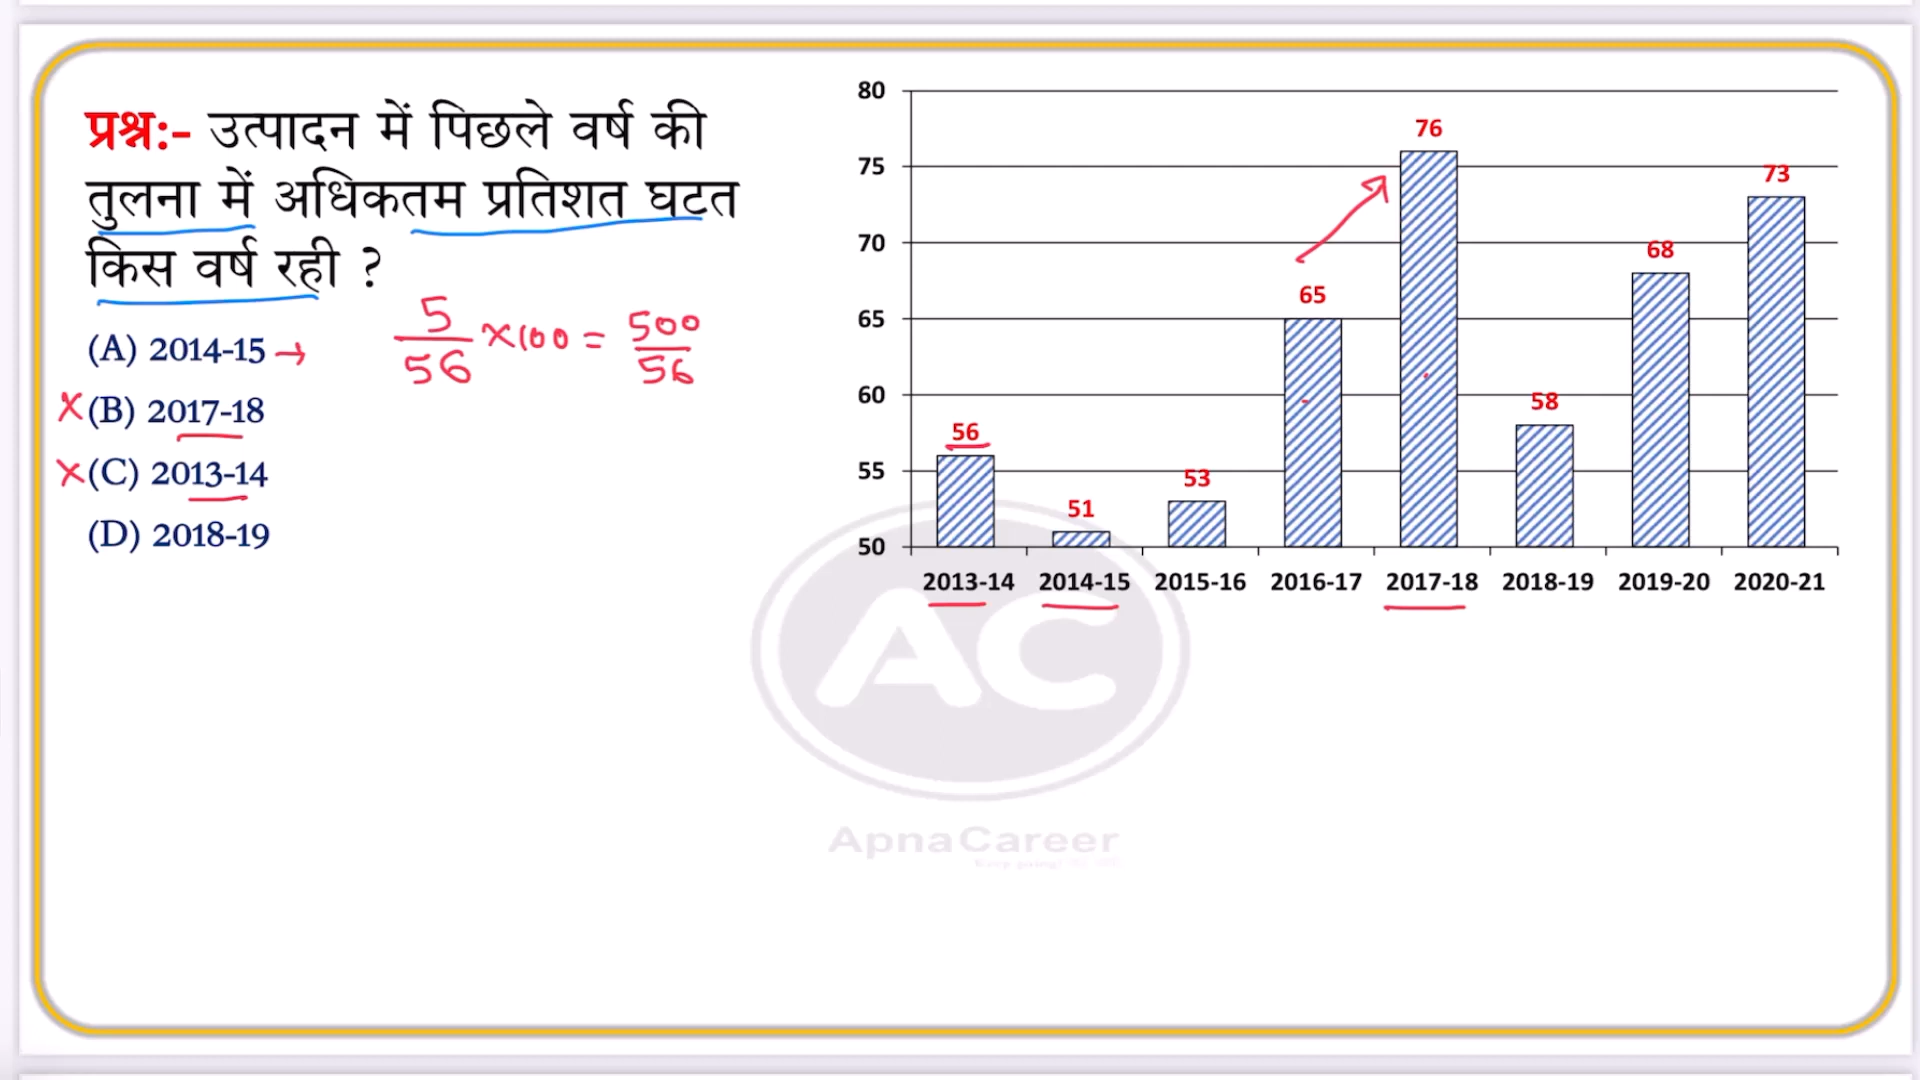 प्रश्न:- उत्पादन में पिछले वर्ष की
तुलना में अधिकतम प्रतिशत घटत
किस वर्ष रही ?
(A) 2014-15 →
5/56 ×100 = 500/56
×(B) 2017-18
×(C) 2013-14
(D) 2018-19
80
75
70
65
60
55
50
56
51
53
65
76
58
68
73
2013-14 2014-15 2015-16 2016-17 2017-18 2018-19 2019-20 2020-21
AC
ApnaCareer